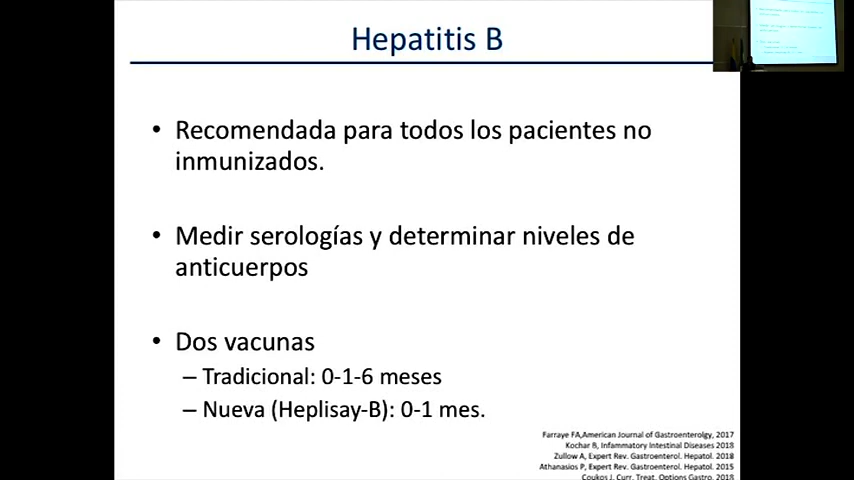 Hepatitis B
• Recomendada para todos los pacientes no
inmunizados.
• Medir serologías y determinar niveles de
anticuerpos
• Dos vacunas
– Tradicional: 0-1-6 meses
– Nueva (Heplisay-B): 0-1 mes.
Farraye FA,American Journal of Gastroenterolgy, 2017
Kochar B, Infammatory Intestinal Diseases 2018
Zullow A, Expert Rev. Gastroenterol. Hepatol. 2018
Athanasios P, Expert Rev. Gastroenterol. Hepatol. 2015
Coukos J, Curr. Treat. Options Gastro. 2018